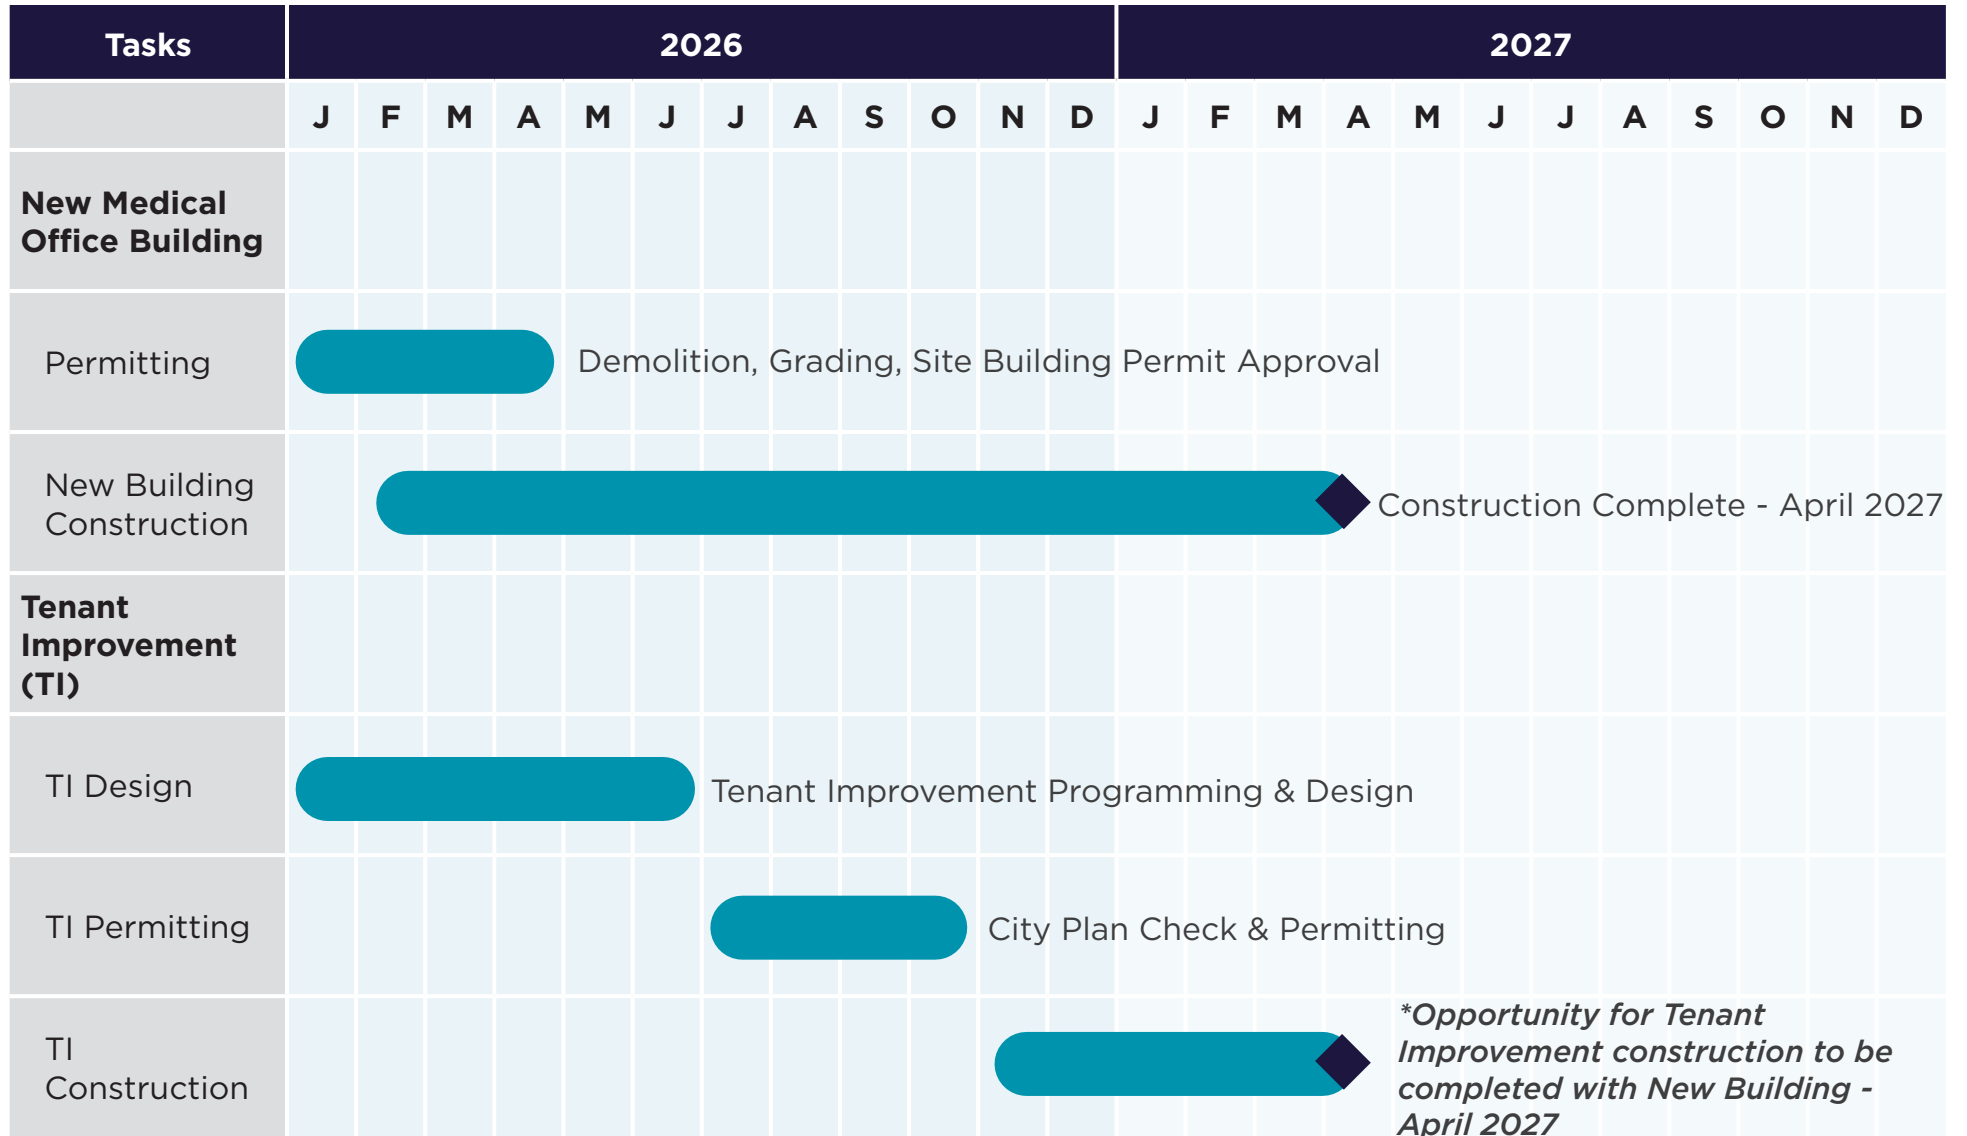 Tasks 2026 2027
J F M A M J J A S O N D J F M A M J J A S O N D
New Medical
Office Building
Permitting
Demolition, Grading, Site Building Permit Approval
New Building
Construction
Construction Complete - April 2027
Tenant
Improvement
(TI)
TI Design
Tenant Improvement Programming & Design
TI Permitting
City Plan Check & Permitting
TI
Construction
*Opportunity for Tenant
Improvement construction to be
completed with New Building -
April 2027